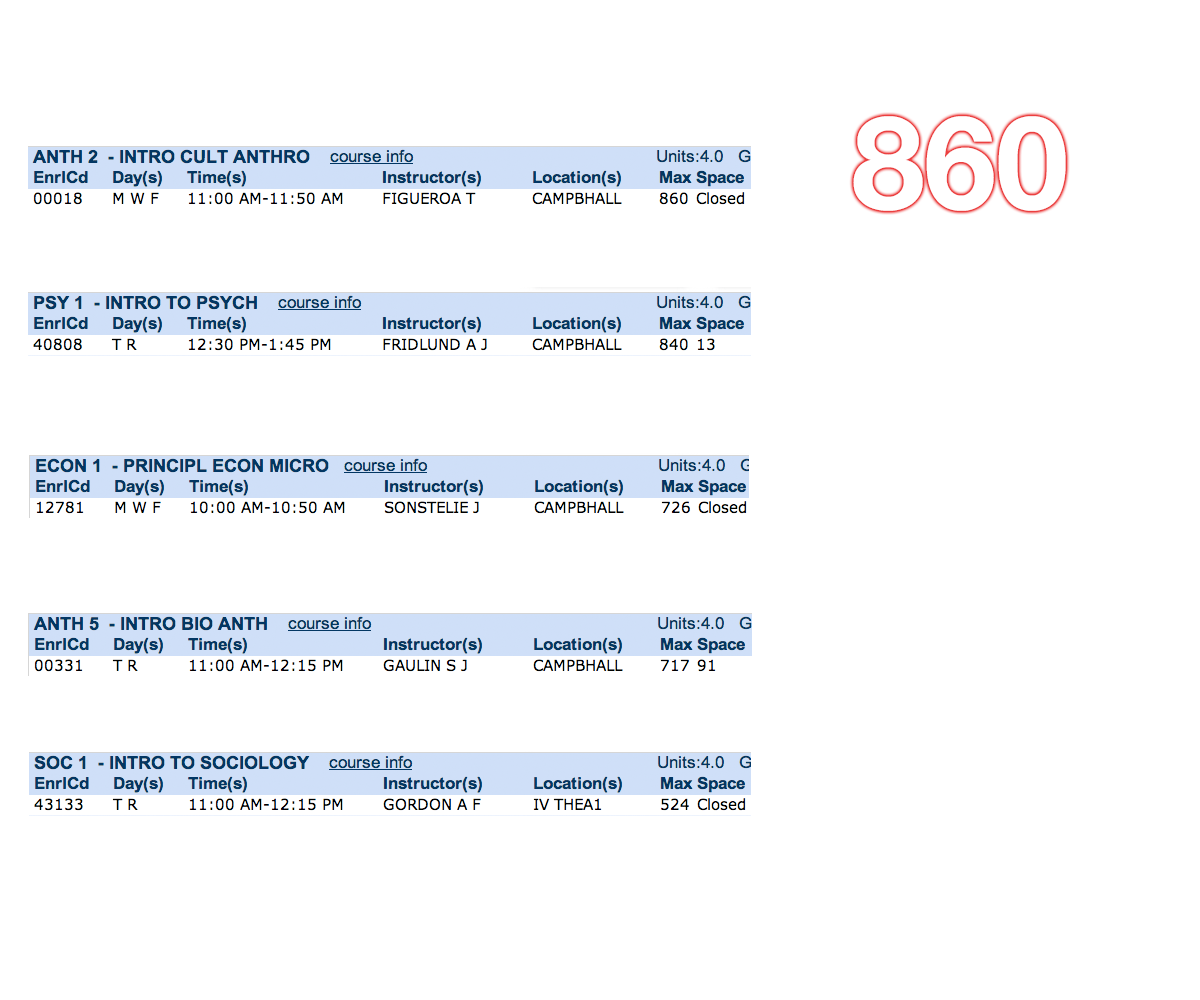 ANTH 2 - INTRO CULT ANTHRO course info Units:4.0 G
EnrlCd Day(s) Time(s) Instructor(s) Location(s) Max Space
00018 M W F 11:00 AM-11:50 AM FIGUEROA T CAMPBHALL 860 Closed
860
PSY 1 - INTRO TO PSYCH course info Units:4.0 G
EnrlCd Day(s) Time(s) Instructor(s) Location(s) Max Space
40808 T R 12:30 PM-1:45 PM FRIDLUND A J CAMPBHALL 840 13
ECON 1 - PRINCIPL ECON MICRO course info Units:4.0 G
EnrlCd Day(s) Time(s) Instructor(s) Location(s) Max Space
12781 M W F 10:00 AM-10:50 AM SONSTELIE J CAMPBHALL 726 Closed
ANTH 5 - INTRO BIO ANTH course info Units:4.0 G
EnrlCd Day(s) Time(s) Instructor(s) Location(s) Max Space
00331 T R 11:00 AM-12:15 PM GAULIN S J CAMPBHALL 717 91
SOC 1 - INTRO TO SOCIOLOGY course info Units:4.0 G
EnrlCd Day(s) Time(s) Instructor(s) Location(s) Max Space
43133 T R 11:00 AM-12:15 PM GORDON A F IV THEA1 524 Closed